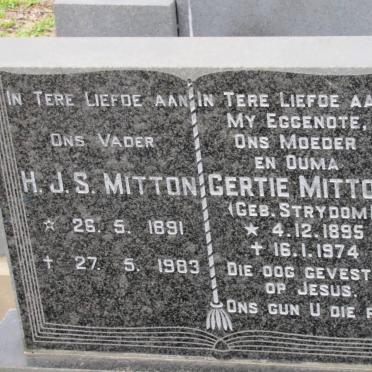 In Tere Liefde aan
Ons Vader
H.J.S. Mitton
☆ 26.5.1891
✝ 27.5.1983
In Tere Liefde aa
My Eggenote,
Ons Moeder
en Ouma
Gertie Mitto
(Geb. Strydom)
★ 4.12.1895
✝ 16.1.1974
Die oog gevest
op Jesus.
Ons gun U die